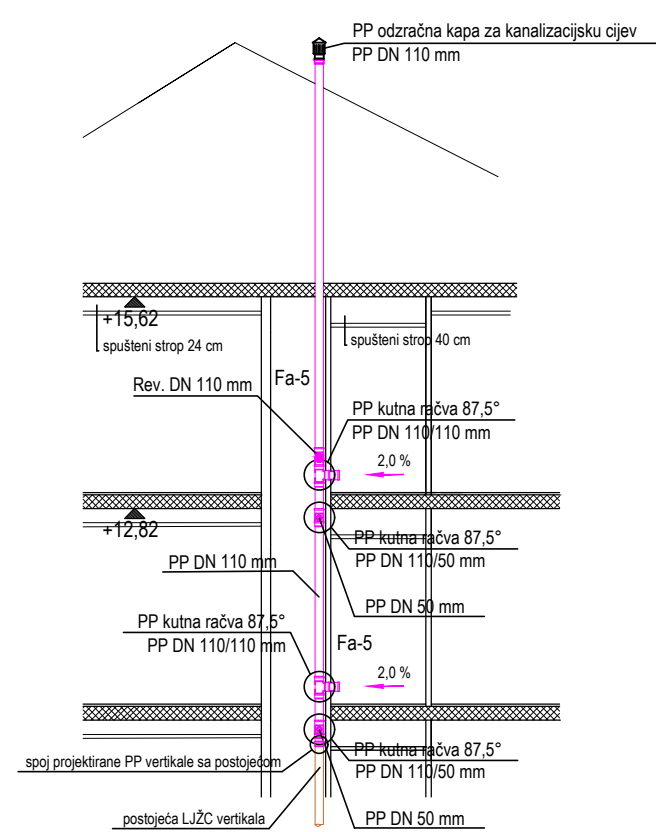 PP odzračna kapa za kanalizacijsku cijev
PP DN 110 mm
+15,62
spušteni strop 24 cm
spušteni strop 40 cm
Rev. DN 110 mm
Fa-5
PP kutna račva 87,5°
PP DN 110/110 mm
2,0 %
+12,82
PP kutna račva 87,5°
PP DN 110/50 mm
PP DN 110 mm
PP DN 50 mm
PP kutna račva 87,5°
PP DN 110/110 mm
Fa-5
2,0 %
spoj projektirane PP vertikale sa postojećom
PP kutna račva 87,5°
PP DN 110/50 mm
postojeća LJŽC vertikala
PP DN 50 mm